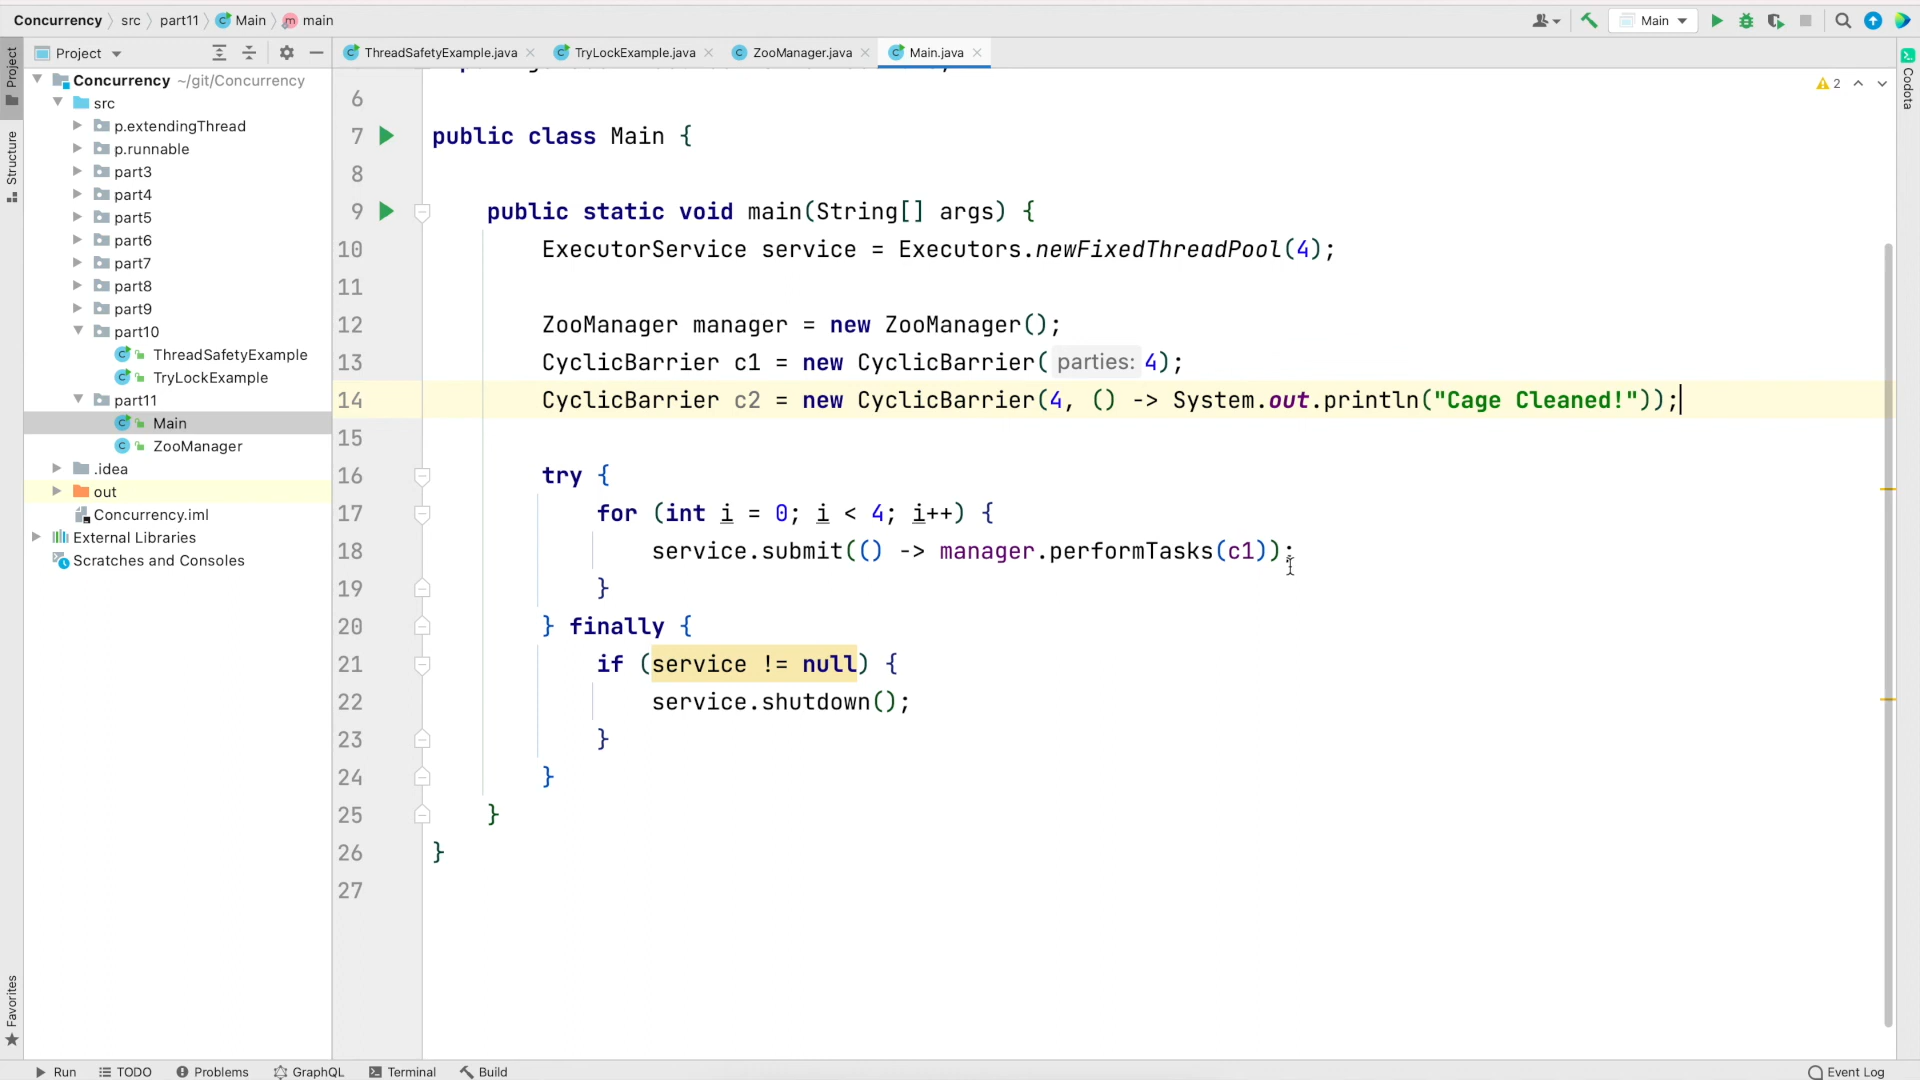 Concurrency src part11 Main main
Main
Project
ThreadSafetyExample.java
TryLockExample.java
ZooManager.java
Main.java
Project
Structure
Favorites
Codota
Concurrency ~/git/Concurrency
src
p.extendingThread
p.runnable
part3
part4
part5
part6
part7
part8
part9
part10
ThreadSafetyExample
TryLockExample
part11
Main
ZooManager
.idea
out
Concurrency.iml
External Libraries
Scratches and Consoles
2
6
7 public class Main {
8
9 public static void main(String[] args) {
10 ExecutorService service = Executors.newFixedThreadPool(4);
11
12 ZooManager manager = new ZooManager();
13 CyclicBarrier c1 = new CyclicBarrier( parties: 4);
14 CyclicBarrier c2 = new CyclicBarrier(4, () -> System.out.println("Cage Cleaned!"));
15
16 try {
17 for (int i = 0; i < 4; i++) {
18 service.submit(() -> manager.performTasks(c1));
19 }
20 } finally {
21 if (service != null) {
22 service.shutdown();
23 }
24 }
25 }
26 }
27
Run TODO Problems GraphQL Terminal Build Event Log